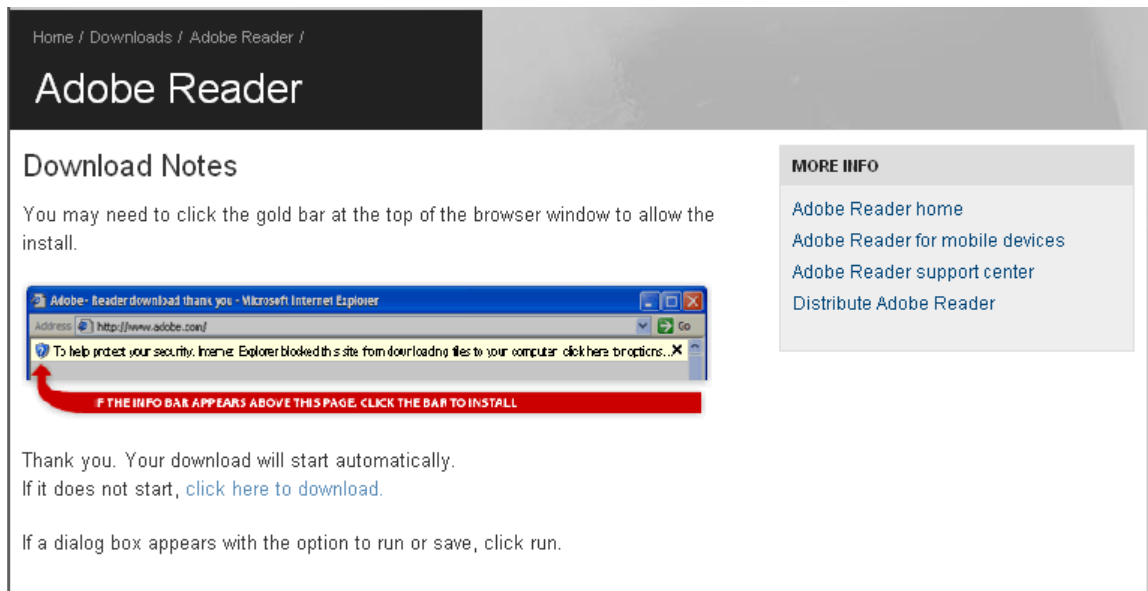 Home / Downloads / Adobe Reader /
Adobe Reader
Download Notes
You may need to click the gold bar at the top of the browser window to allow the
install.
Adobe - Reader download thank you - Microsoft Internet Explorer
Address http://www.adobe.com/ Go
To help protect your security, Internet Explorer blocked this site from downloading files to your computer. click here for options...
IF THE INFO BAR APPEARS ABOVE THIS PAGE, CLICK THE BAR TO INSTALL
Thank you. Your download will start automatically.
If it does not start, click here to download.
If a dialog box appears with the option to run or save, click run.
MORE INFO
Adobe Reader home
Adobe Reader for mobile devices
Adobe Reader support center
Distribute Adobe Reader